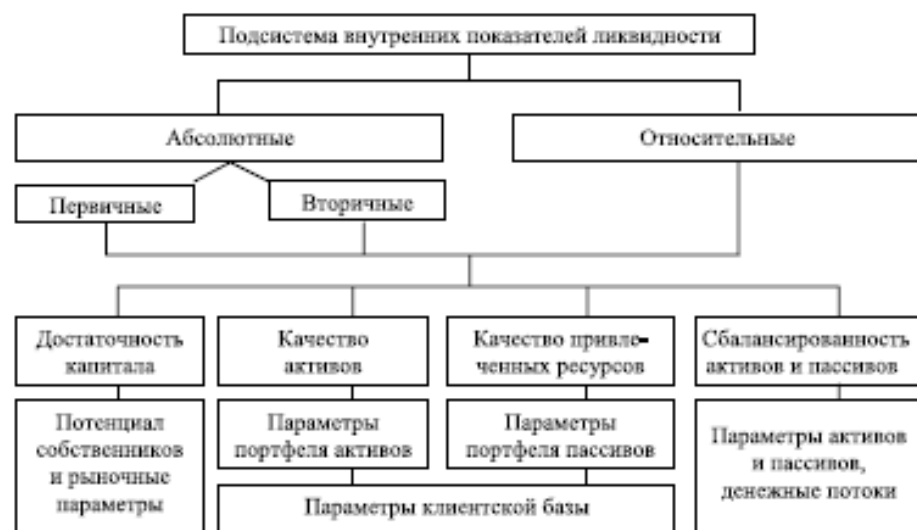 Подсистема внутренних показателей ликвидности
Абсолютные
Относительные
Первичные
Вторичные
Достаточность
капитала
Качество
активов
Качество привле-
ченных ресурсов
Сбалансированность
активов и пассивов
Потенциал
собственников
и рыночные
параметры
Параметры
портфеля активов
Параметры
портфеля пассивов
Параметры активов
и пассивов,
денежные потоки
Параметры клиентской базы